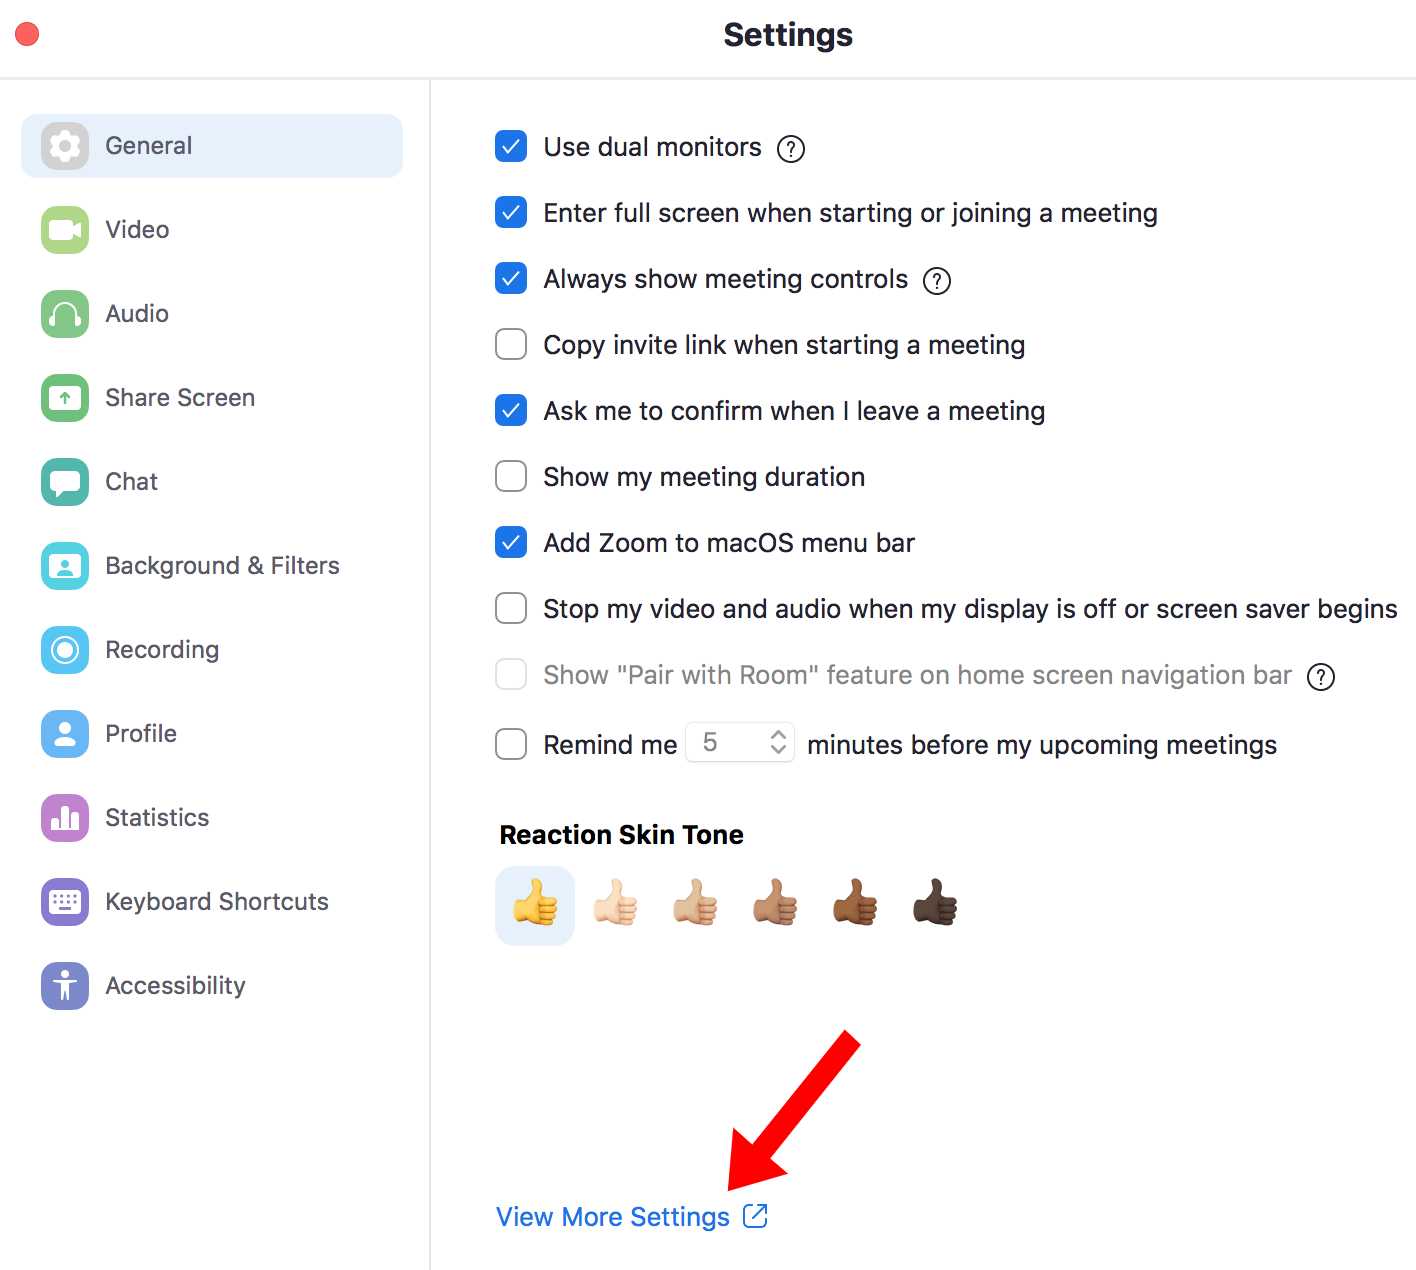 Settings
General
Video
Audio
Share Screen
Chat
Background & Filters
Recording
Profile
Statistics
Keyboard Shortcuts
Accessibility
Use dual monitors ?
Enter full screen when starting or joining a meeting
Always show meeting controls ?
Copy invite link when starting a meeting
Ask me to confirm when I leave a meeting
Show my meeting duration
Add Zoom to macOS menu bar
Stop my video and audio when my display is off or screen saver begins
Show "Pair with Room" feature on home screen navigation bar ?
Remind me 5 minutes before my upcoming meetings
Reaction Skin Tone
View More Settings